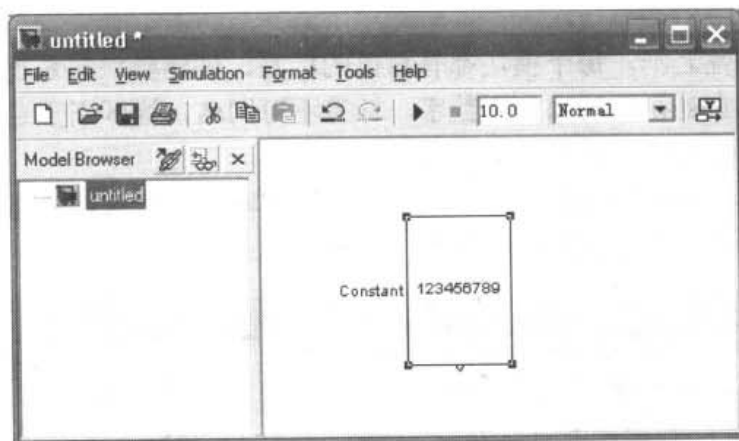 untitled *
File Edit View Simulation Format Tools Help
10.0 Normal
Model Browser
untitled
Constant 123456789